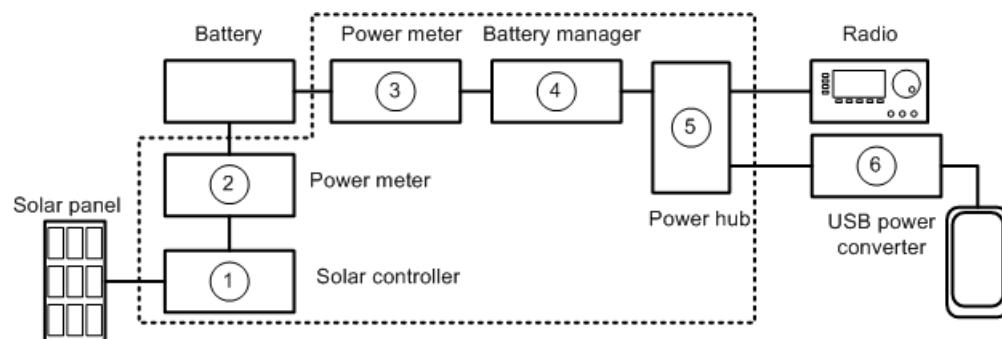 Battery
Power meter
Battery manager
Radio
3
4
5
6
2
Power meter
Solar panel
Power hub
USB power
converter
1
Solar controller